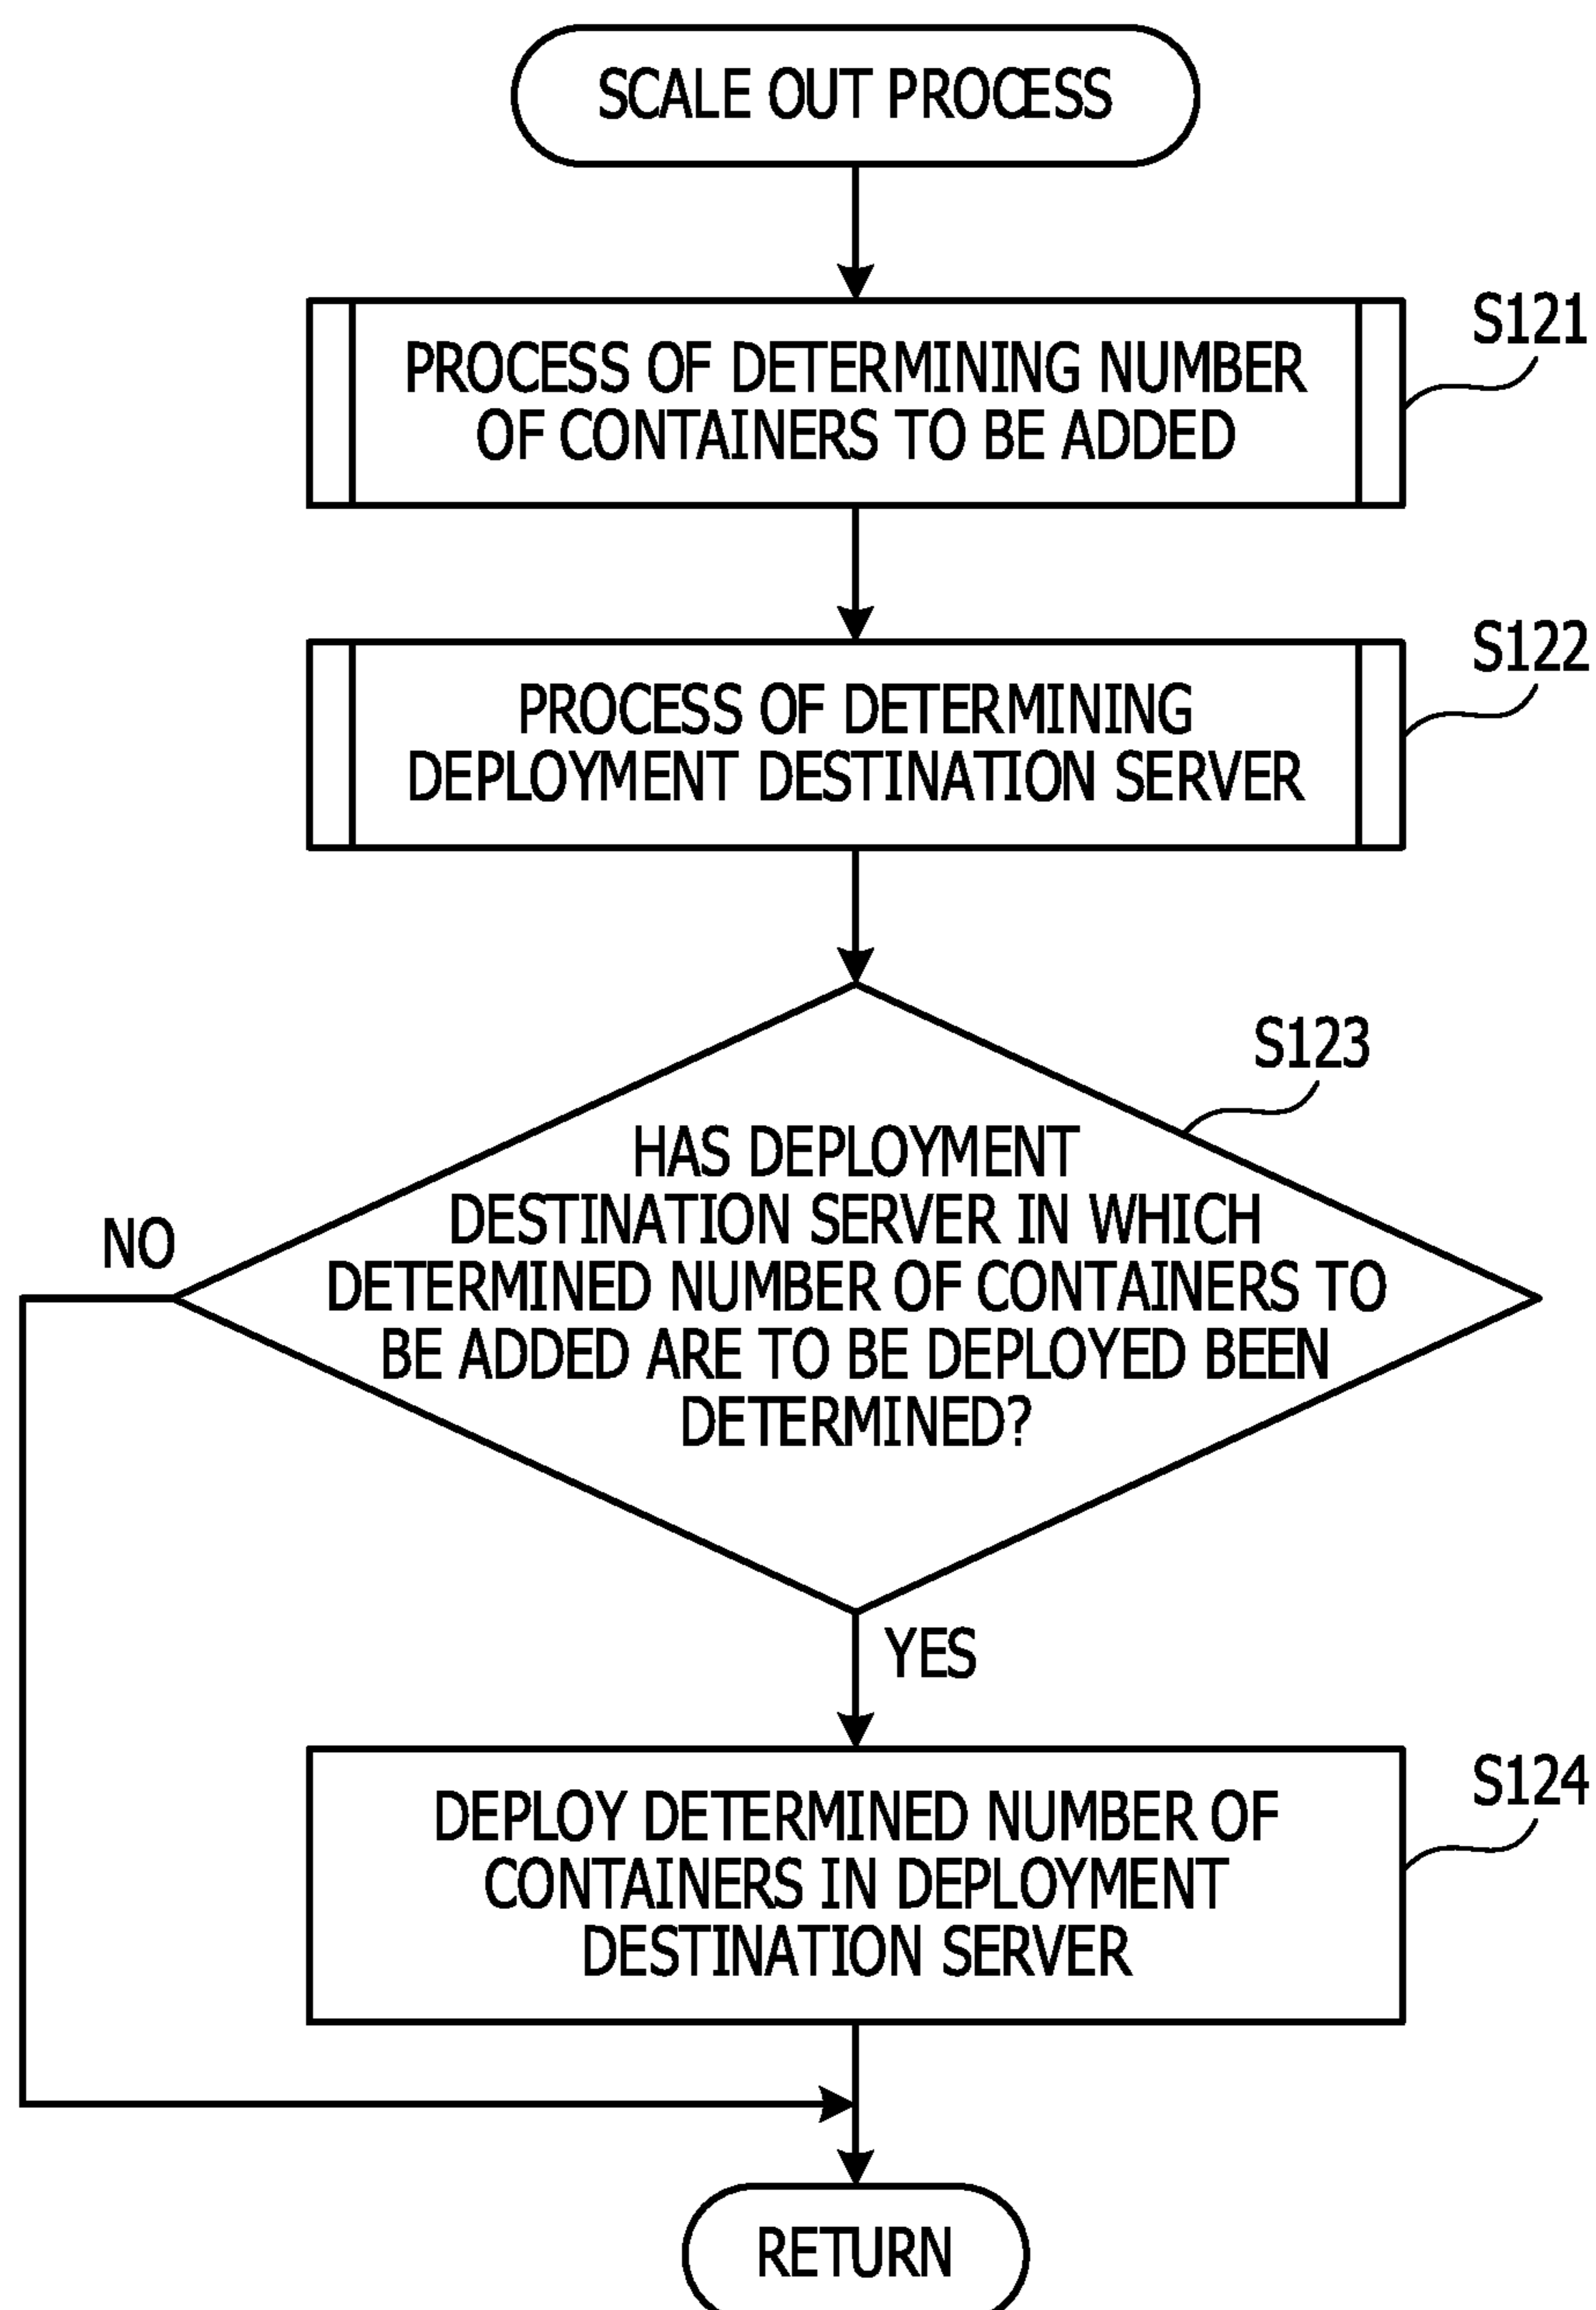 SCALE OUT PROCESS
S121
PROCESS OF DETERMINING NUMBER
OF CONTAINERS TO BE ADDED
S122
PROCESS OF DETERMINING
DEPLOYMENT DESTINATION SERVER
S123
HAS DEPLOYMENT
DESTINATION SERVER IN WHICH
DETERMINED NUMBER OF CONTAINERS TO
BE ADDED ARE TO BE DEPLOYED BEEN
DETERMINED?
NO
YES
S124
DEPLOY DETERMINED NUMBER OF
CONTAINERS IN DEPLOYMENT
DESTINATION SERVER
RETURN